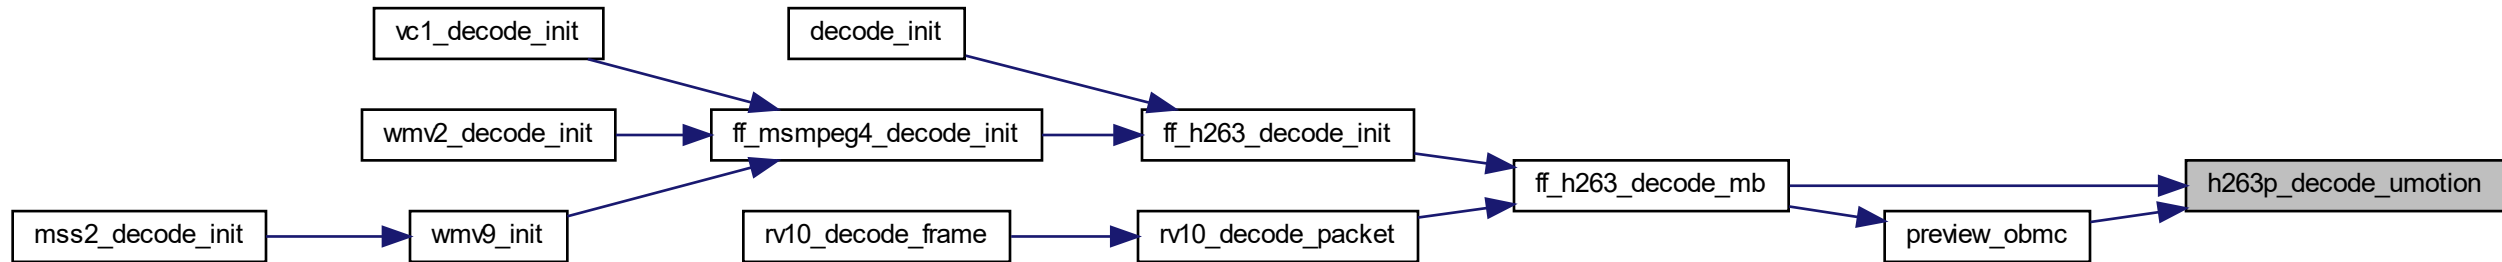 vc1_decode_init
decode_init
wmv2_decode_init
ff_msmpeg4_decode_init
ff_h263_decode_init
ff_h263_decode_mb
h263p_decode_umotion
mss2_decode_init
wmv9_init
rv10_decode_frame
rv10_decode_packet
preview_obmc